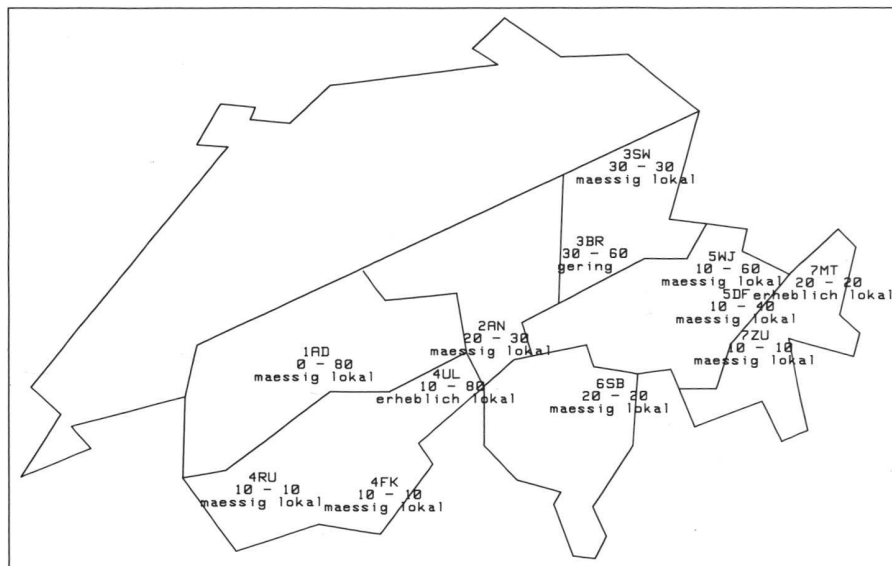 3SW
30 - 30
maessig lokal
3BR
30 - 60
gering
5WJ
10 - 60
maessig lokal
7MT
20 - 20
erheblich lokal
5DF
10 - 40
maessig lokal
7ZU
10 - 10
maessig lokal
2AN
20 - 30
maessig lokal
1AD
0 - 80
maessig lokal
4UL
10 - 80
erheblich lokal
6SB
20 - 20
maessig lokal
4RU
10 - 10
maessig lokal
4FK
10 - 10
maessig lokal